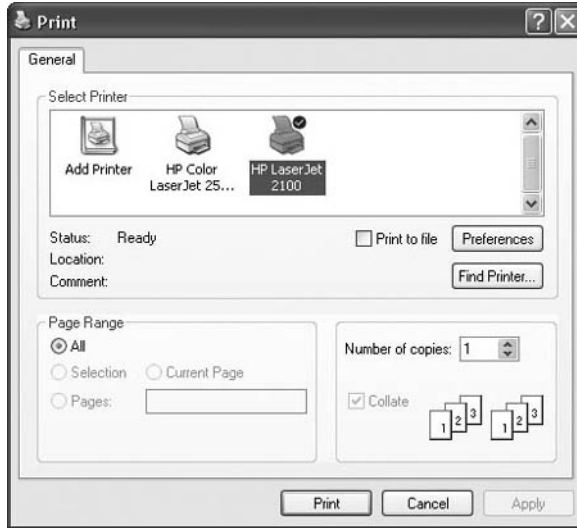 Print
General
Select Printer
Add Printer
HP Color LaserJet 25...
HP LaserJet 2100
Status: Ready
Location:
Comment:
Print to file
Preferences
Find Printer...
Page Range
All
Selection
Current Page
Pages:
Number of copies: 1
Collate
1 2 3 1 2 3
Print
Cancel
Apply